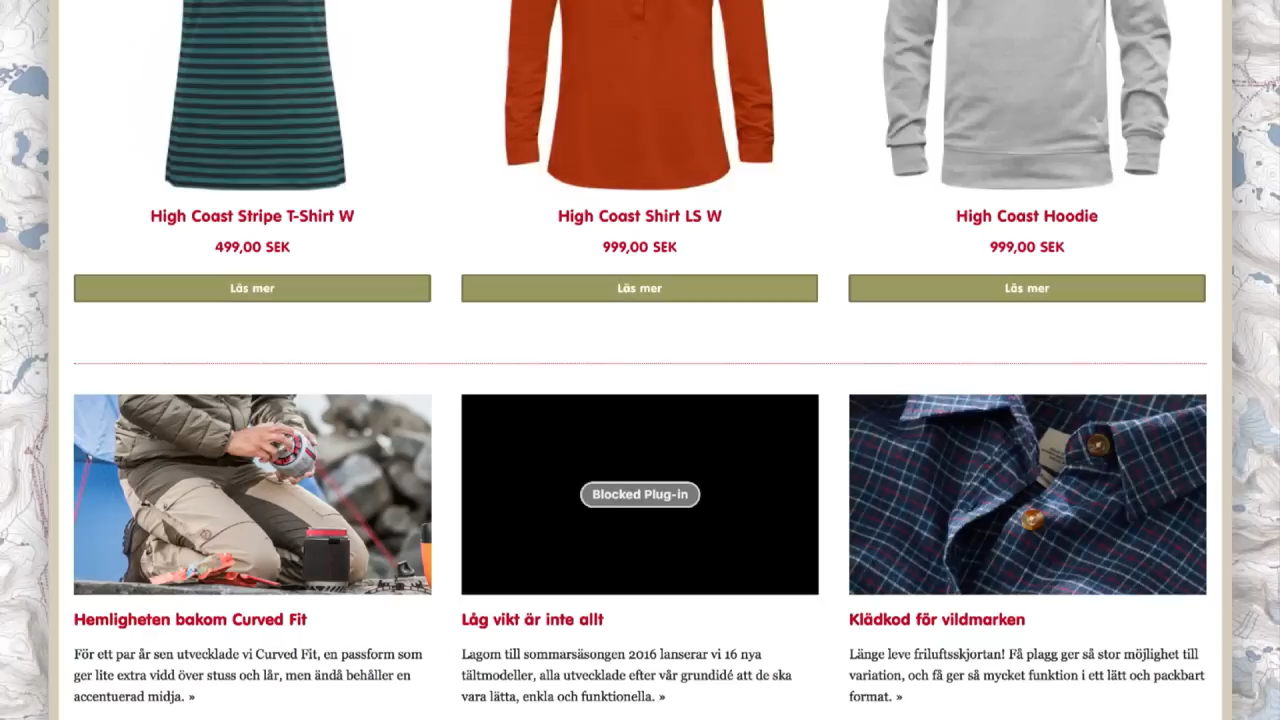 High Coast Stripe T-Shirt W
499,00 SEK
Läs mer
High Coast Shirt LS W
999,00 SEK
Läs mer
High Coast Hoodie
999,00 SEK
Läs mer
Blocked Plug-in
Hemligheten bakom Curved Fit
För ett par år sen utvecklade vi Curved Fit, en passform som
ger lite extra vidd över stuss och lår, men ändå behåller en
accentuerad midja. »
Låg vikt är inte allt
Lagom till sommarsäsongen 2016 lanserar vi 16 nya
tältmodeller, alla utvecklade efter vår grundidé att de ska
vara lätta, enkla och funktionella. »
Klädkod för vildmarken
Länge leve friluftsskjortan! Få plagg ger så stor möjlighet till
variation, och få ger så mycket funktion i ett lätt och packbart
format. »